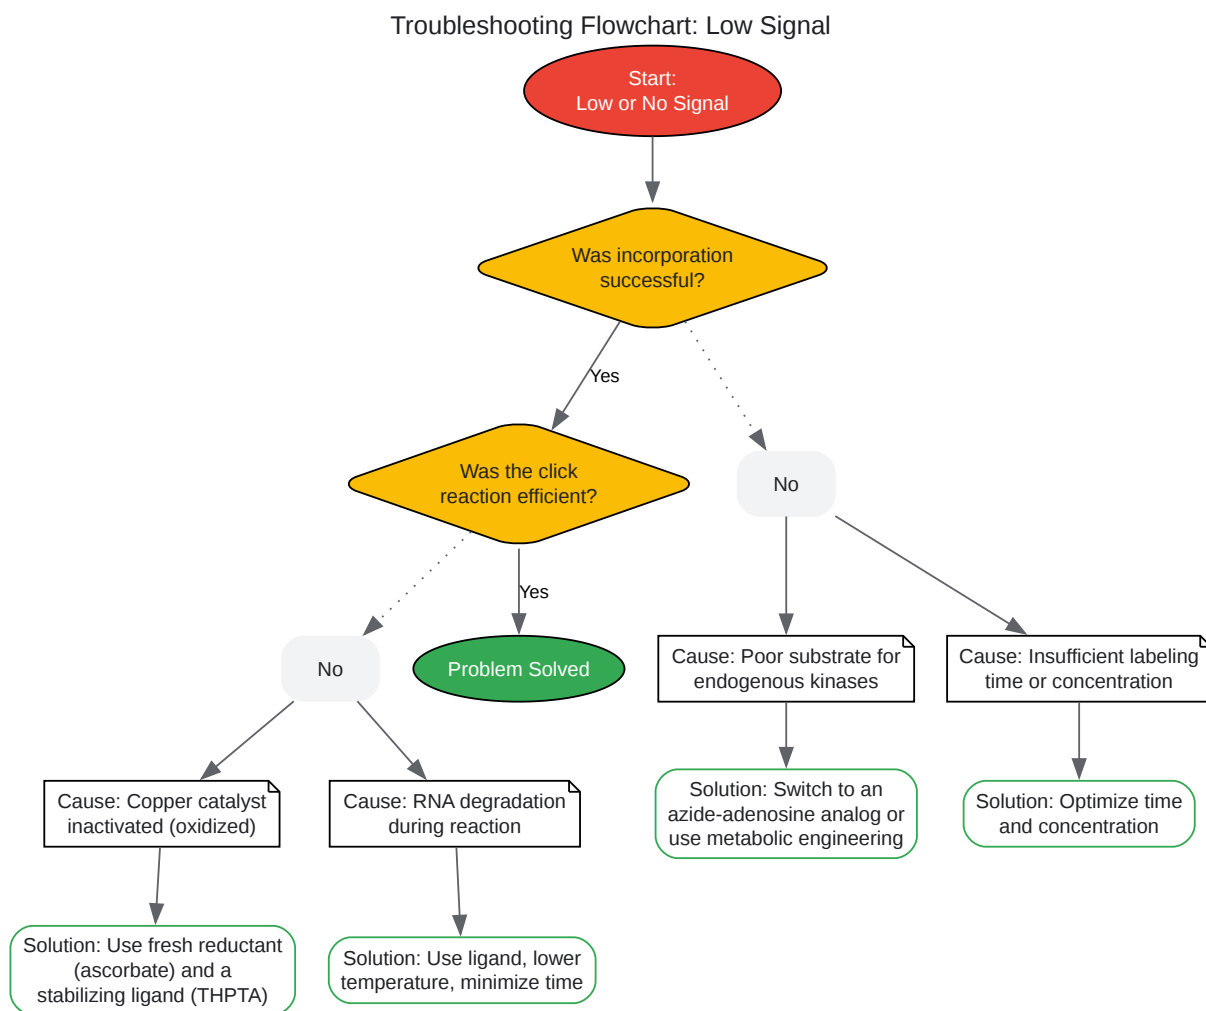 Troubleshooting Flowchart: Low Signal
Start:
Low or No Signal
Was incorporation
successful?
Yes
Was the click
reaction efficient?
No
Yes
No
Problem Solved
Cause: Poor substrate for
endogenous kinases
Cause: Insufficient labeling
time or concentration
Cause: Copper catalyst
inactivated (oxidized)
Cause: RNA degradation
during reaction
Solution: Switch to an
azide-adenosine analog or
use metabolic engineering
Solution: Optimize time
and concentration
Solution: Use fresh reductant
(ascorbate) and a
stabilizing ligand (THPTA)
Solution: Use ligand, lower
temperature, minimize time